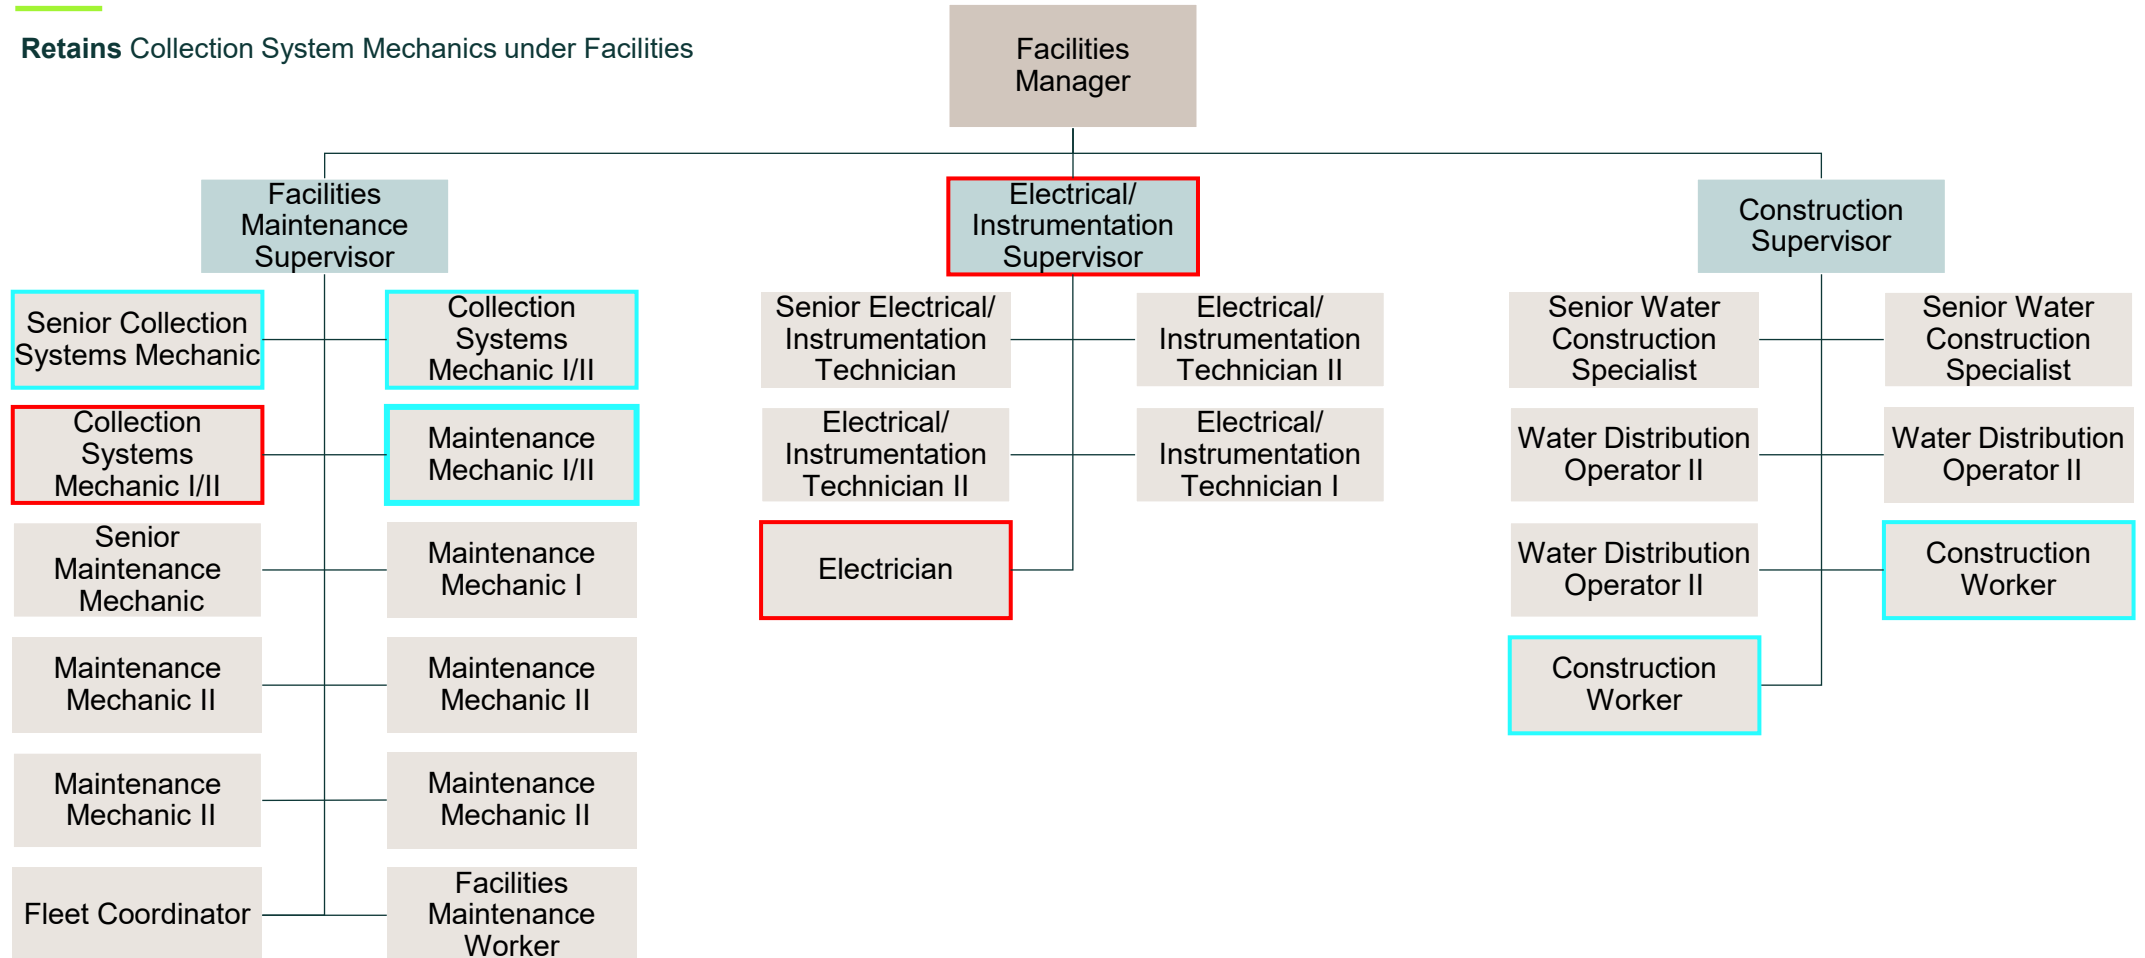 Retains Collection System Mechanics under Facilities
Facilities
Manager
Facilities
Maintenance
Supervisor
Electrical/
Instrumentation
Supervisor
Construction
Supervisor
Senior Collection
Systems Mechanic
Collection
Systems
Mechanic I/II
Collection
Systems
Mechanic I/II
Maintenance
Mechanic I/II
Senior
Maintenance
Mechanic
Maintenance
Mechanic I
Maintenance
Mechanic II
Maintenance
Mechanic II
Maintenance
Mechanic II
Maintenance
Mechanic II
Fleet Coordinator
Facilities
Maintenance
Worker
Senior Electrical/
Instrumentation
Technician
Electrical/
Instrumentation
Technician II
Electrical/
Instrumentation
Technician II
Electrical/
Instrumentation
Technician I
Electrician
Senior Water
Construction
Specialist
Senior Water
Construction
Specialist
Water Distribution
Operator II
Water Distribution
Operator II
Water Distribution
Operator II
Construction
Worker
Construction
Worker